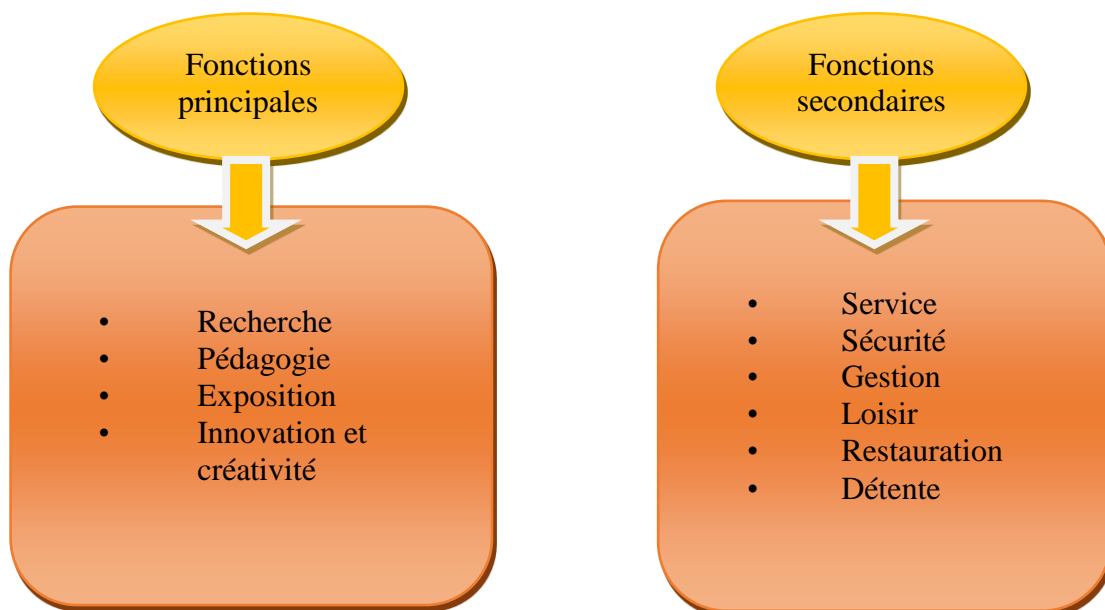 Fonctions
principales
• Recherche
• Pédagogie
• Exposition
• Innovation et
créativité
Fonctions
secondaires
• Service
• Sécurité
• Gestion
• Loisir
• Restauration
• Détente